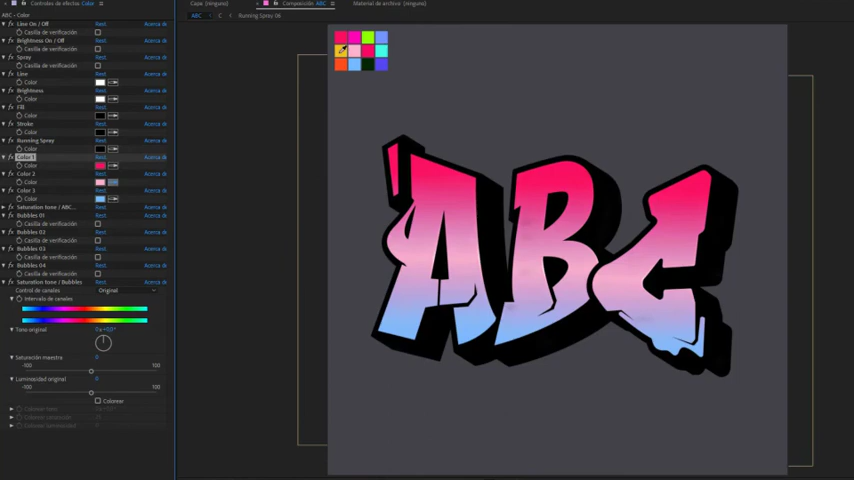 Controles de efectos Color
Capa (ninguno)
Composición ABC
Material de archivo (ninguno)
ABC
Running Spray 06
ABC - Color
Line On / Off Rest. Acerca de
Casilla de verificación
Brightness On / Off Rest. Acerca de
Casilla de verificación
Spray Rest. Acerca de
Casilla de verificación
Line Rest. Acerca de
Color
Brightness Rest. Acerca de
Color
Fill Rest. Acerca de
Color
Stroke Rest. Acerca de
Color
Running Spray Rest. Acerca de
Color
Color 1 Rest. Acerca de
Color
Color 2 Rest. Acerca de
Color
Color 3 Rest. Acerca de
Color
Saturation tone / ABC... Rest. Acerca de
Bubbles 01 Rest. Acerca de
Casilla de verificación
Bubbles 02 Rest. Acerca de
Casilla de verificación
Bubbles 03 Rest. Acerca de
Casilla de verificación
Bubbles 04 Rest. Acerca de
Casilla de verificación
Saturation tone / Bubbles Rest. Acerca de
Control de canales Original
Intervalo de canales
Tono original 0 x +0,0°
Saturación maestra 0
-100 100
Luminosidad original 0
-100 100
Colorear
Colorear tono
ABC